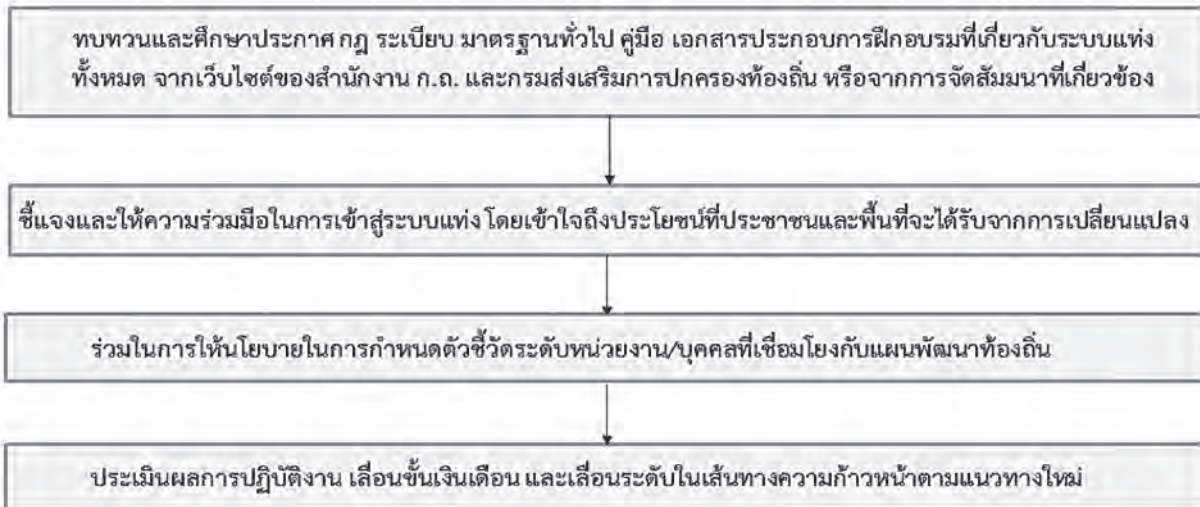 ทบทวนและศึกษาประกาศ กฎ ระเบียบ มาตรฐานทั่วไป คู่มือ เอกสารประกอบการฝึกอบรมที่เกี่ยวกับระบบแท่ง
ทั้งหมด จากเว็บไซต์ของสำนักงาน ก.ถ. และกรมส่งเสริมการปกครองท้องถิ่น หรือจากการจัดสัมมนาที่เกี่ยวข้อง
ชี้แจงและให้ความร่วมมือในการเข้าสู่ระบบแท่ง โดยเข้าใจถึงประโยชน์ที่ประชาชนและพื้นที่จะได้รับจากการเปลี่ยนแปลง
ร่วมในการให้นโยบายในการกำหนดตัวชี้วัดระดับหน่วยงาน/บุคคลที่เชื่อมโยงกับแผนพัฒนาท้องถิ่น
ประเมินผลการปฏิบัติงาน เลื่อนขั้นเงินเดือน และเลื่อนระดับในเส้นทางความก้าวหน้าตามแนวทางใหม่